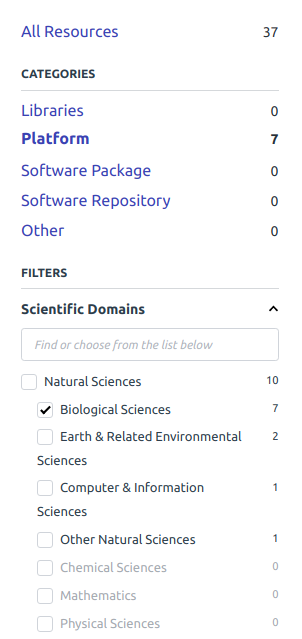 All Resources 37
CATEGORIES
Libraries 0
Platform 7
Software Package 0
Software Repository 0
Other 0
FILTERS
Scientific Domains
Find or choose from the list below
Natural Sciences 10
Biological Sciences 7
Earth & Related Environmental 2
Sciences
Computer & Information 1
Sciences
Other Natural Sciences 1
Chemical Sciences 0
Mathematics 0
Physical Sciences 0